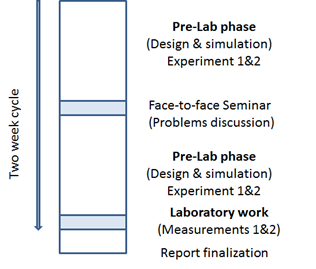 Two week cycle
Pre-Lab phase
(Design & simulation)
Experiment 1&2
Face-to-face Seminar
(Problems discussion)
Pre-Lab phase
(Design & simulation)
Experiment 1&2
Laboratory work
(Measurements 1&2)
Report finalization